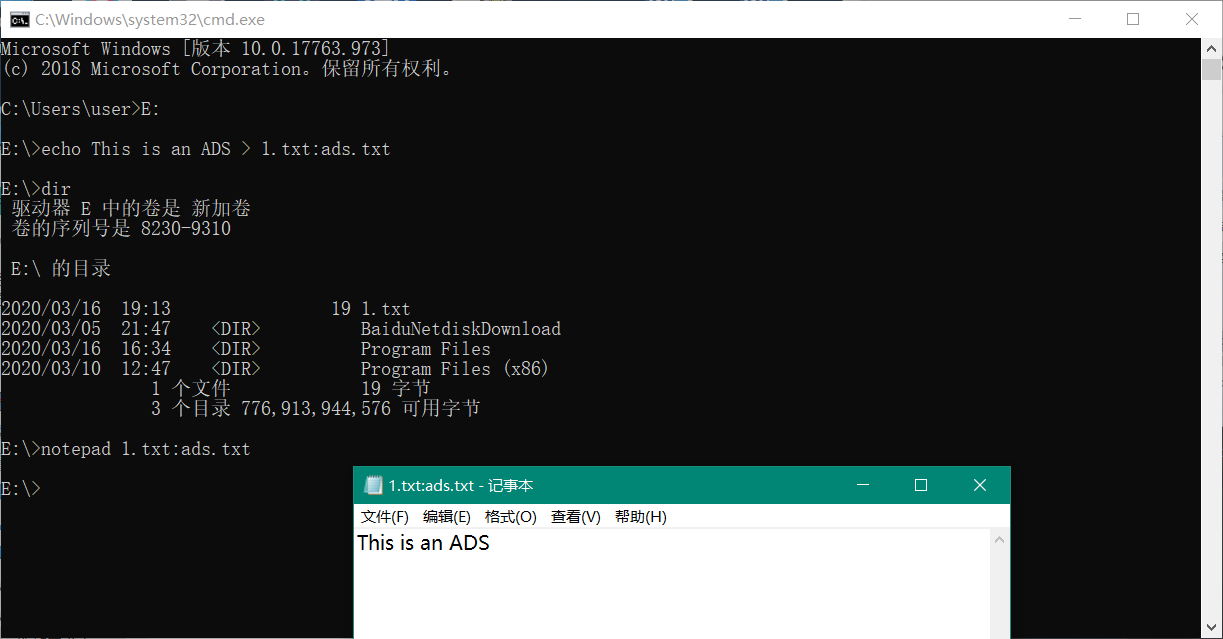 C:\Windows\system32\cmd.exe
Microsoft Windows [版本 10.0.17763.973]
(c) 2018 Microsoft Corporation。保留所有权利。
C:\Users\user>E:
E:\>echo This is an ADS > 1.txt:ads.txt
E:\>dir
驱动器 E 中的卷是 新加卷
卷的序列号是 8230-9310
E:\ 的目录
2020/03/16  19:13                19 1.txt
2020/03/05  21:47    <DIR>          BaiduNetdiskDownload
2020/03/16  16:34    <DIR>          Program Files
2020/03/10  12:47    <DIR>          Program Files (x86)
1 个文件             19 字节
3 个目录 776,913,944,576 可用字节
E:\>notepad 1.txt:ads.txt
E:\>
1.txt:ads.txt - 记事本
文件(F) 编辑(E) 格式(O) 查看(V) 帮助(H)
This is an ADS